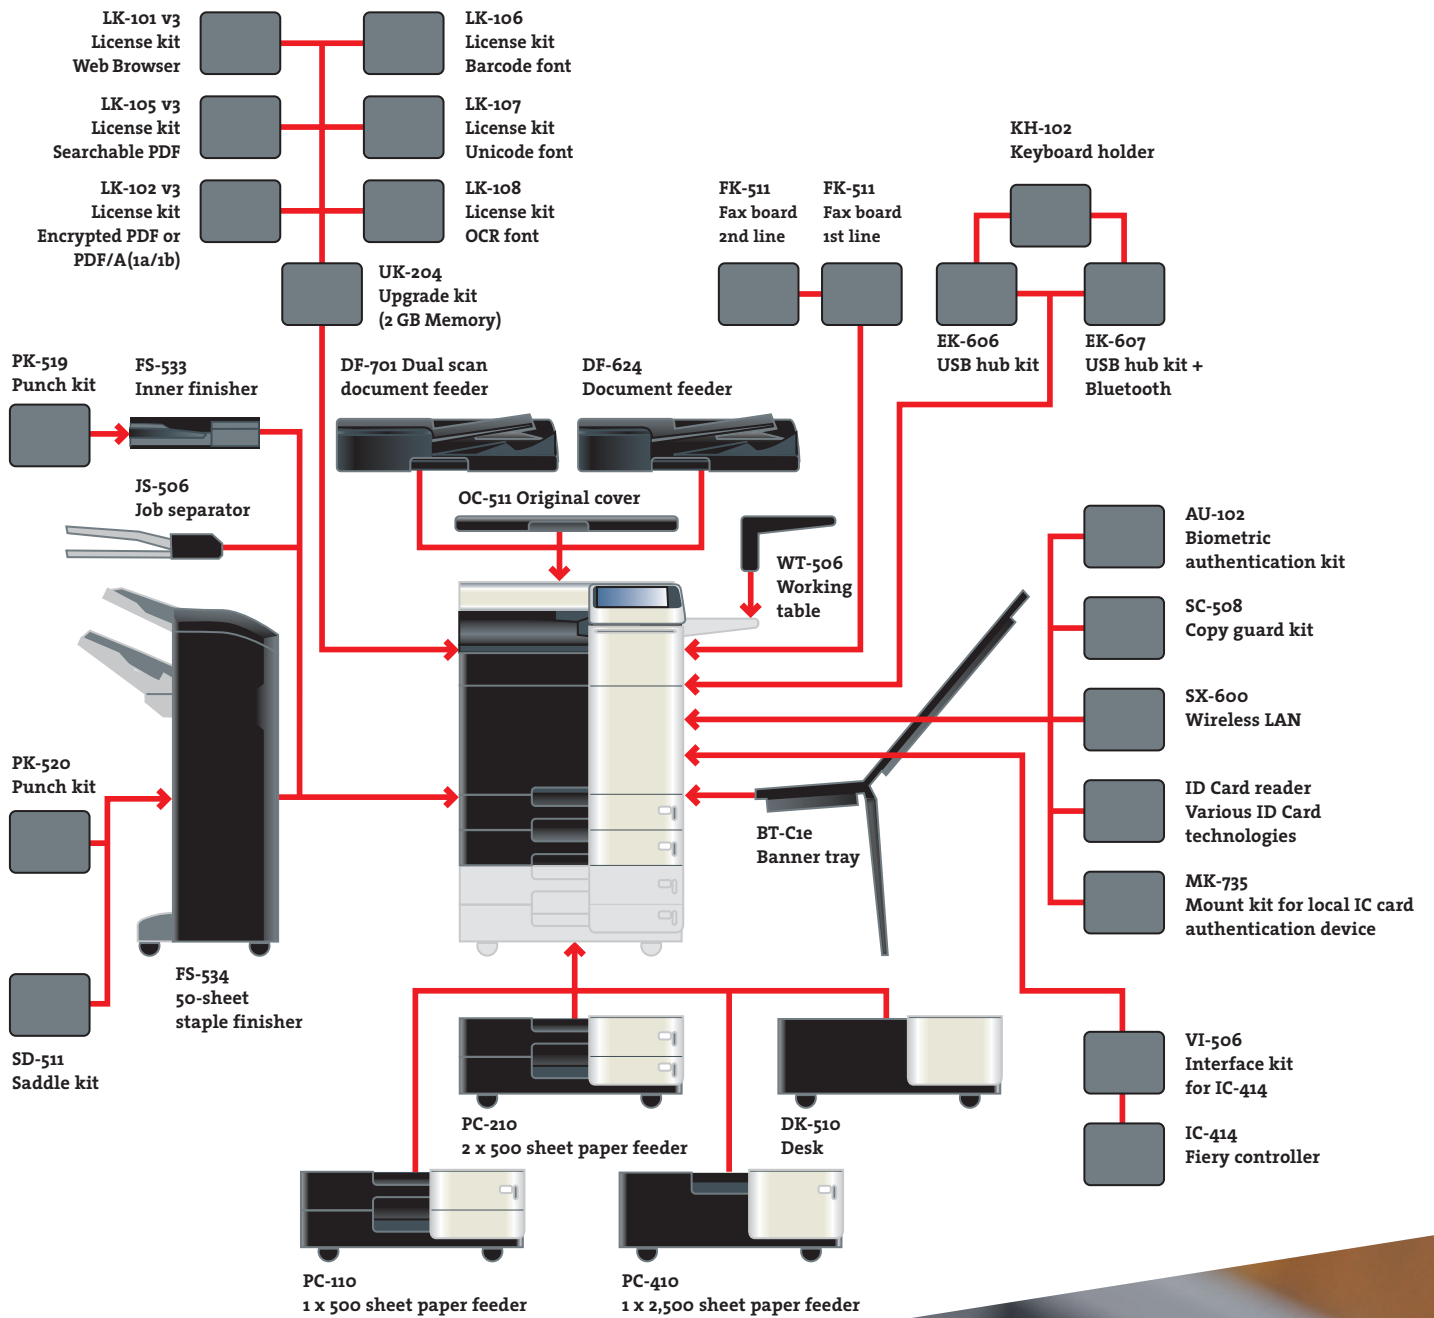 LK-101 v3
License kit
Web Browser
LK-106
License kit
Barcode font
LK-105 v3
License kit
Searchable PDF
LK-107
License kit
Unicode font
LK-102 v3
License kit
Encrypted PDF or
PDF/A(1a/1b)
LK-108
License kit
OCR font
UK-204
Upgrade kit
(2 GB Memory)
FK-511
Fax board
2nd line
FK-511
Fax board
1st line
KH-102
Keyboard holder
EK-606
USB hub kit
EK-607
USB hub kit +
Bluetooth
PK-519
Punch kit
FS-533
Inner finisher
DF-701 Dual scan
document feeder
DF-624
Document feeder
JS-506
Job separator
OC-511 Original cover
WT-506
Working
table
AU-102
Biometric
authentication kit
SC-508
Copy guard kit
SX-600
Wireless LAN
ID Card reader
Various ID Card
technologies
MK-735
Mount kit for local IC card
authentication device
PK-520
Punch kit
BT-C1e
Banner tray
FS-534
50-sheet
staple finisher
SD-511
Saddle kit
VI-506
Interface kit
for IC-414
IC-414
Fiery controller
PC-210
2 x 500 sheet paper feeder
DK-510
Desk
PC-110
1 x 500 sheet paper feeder
PC-410
1 x 2,500 sheet paper feeder